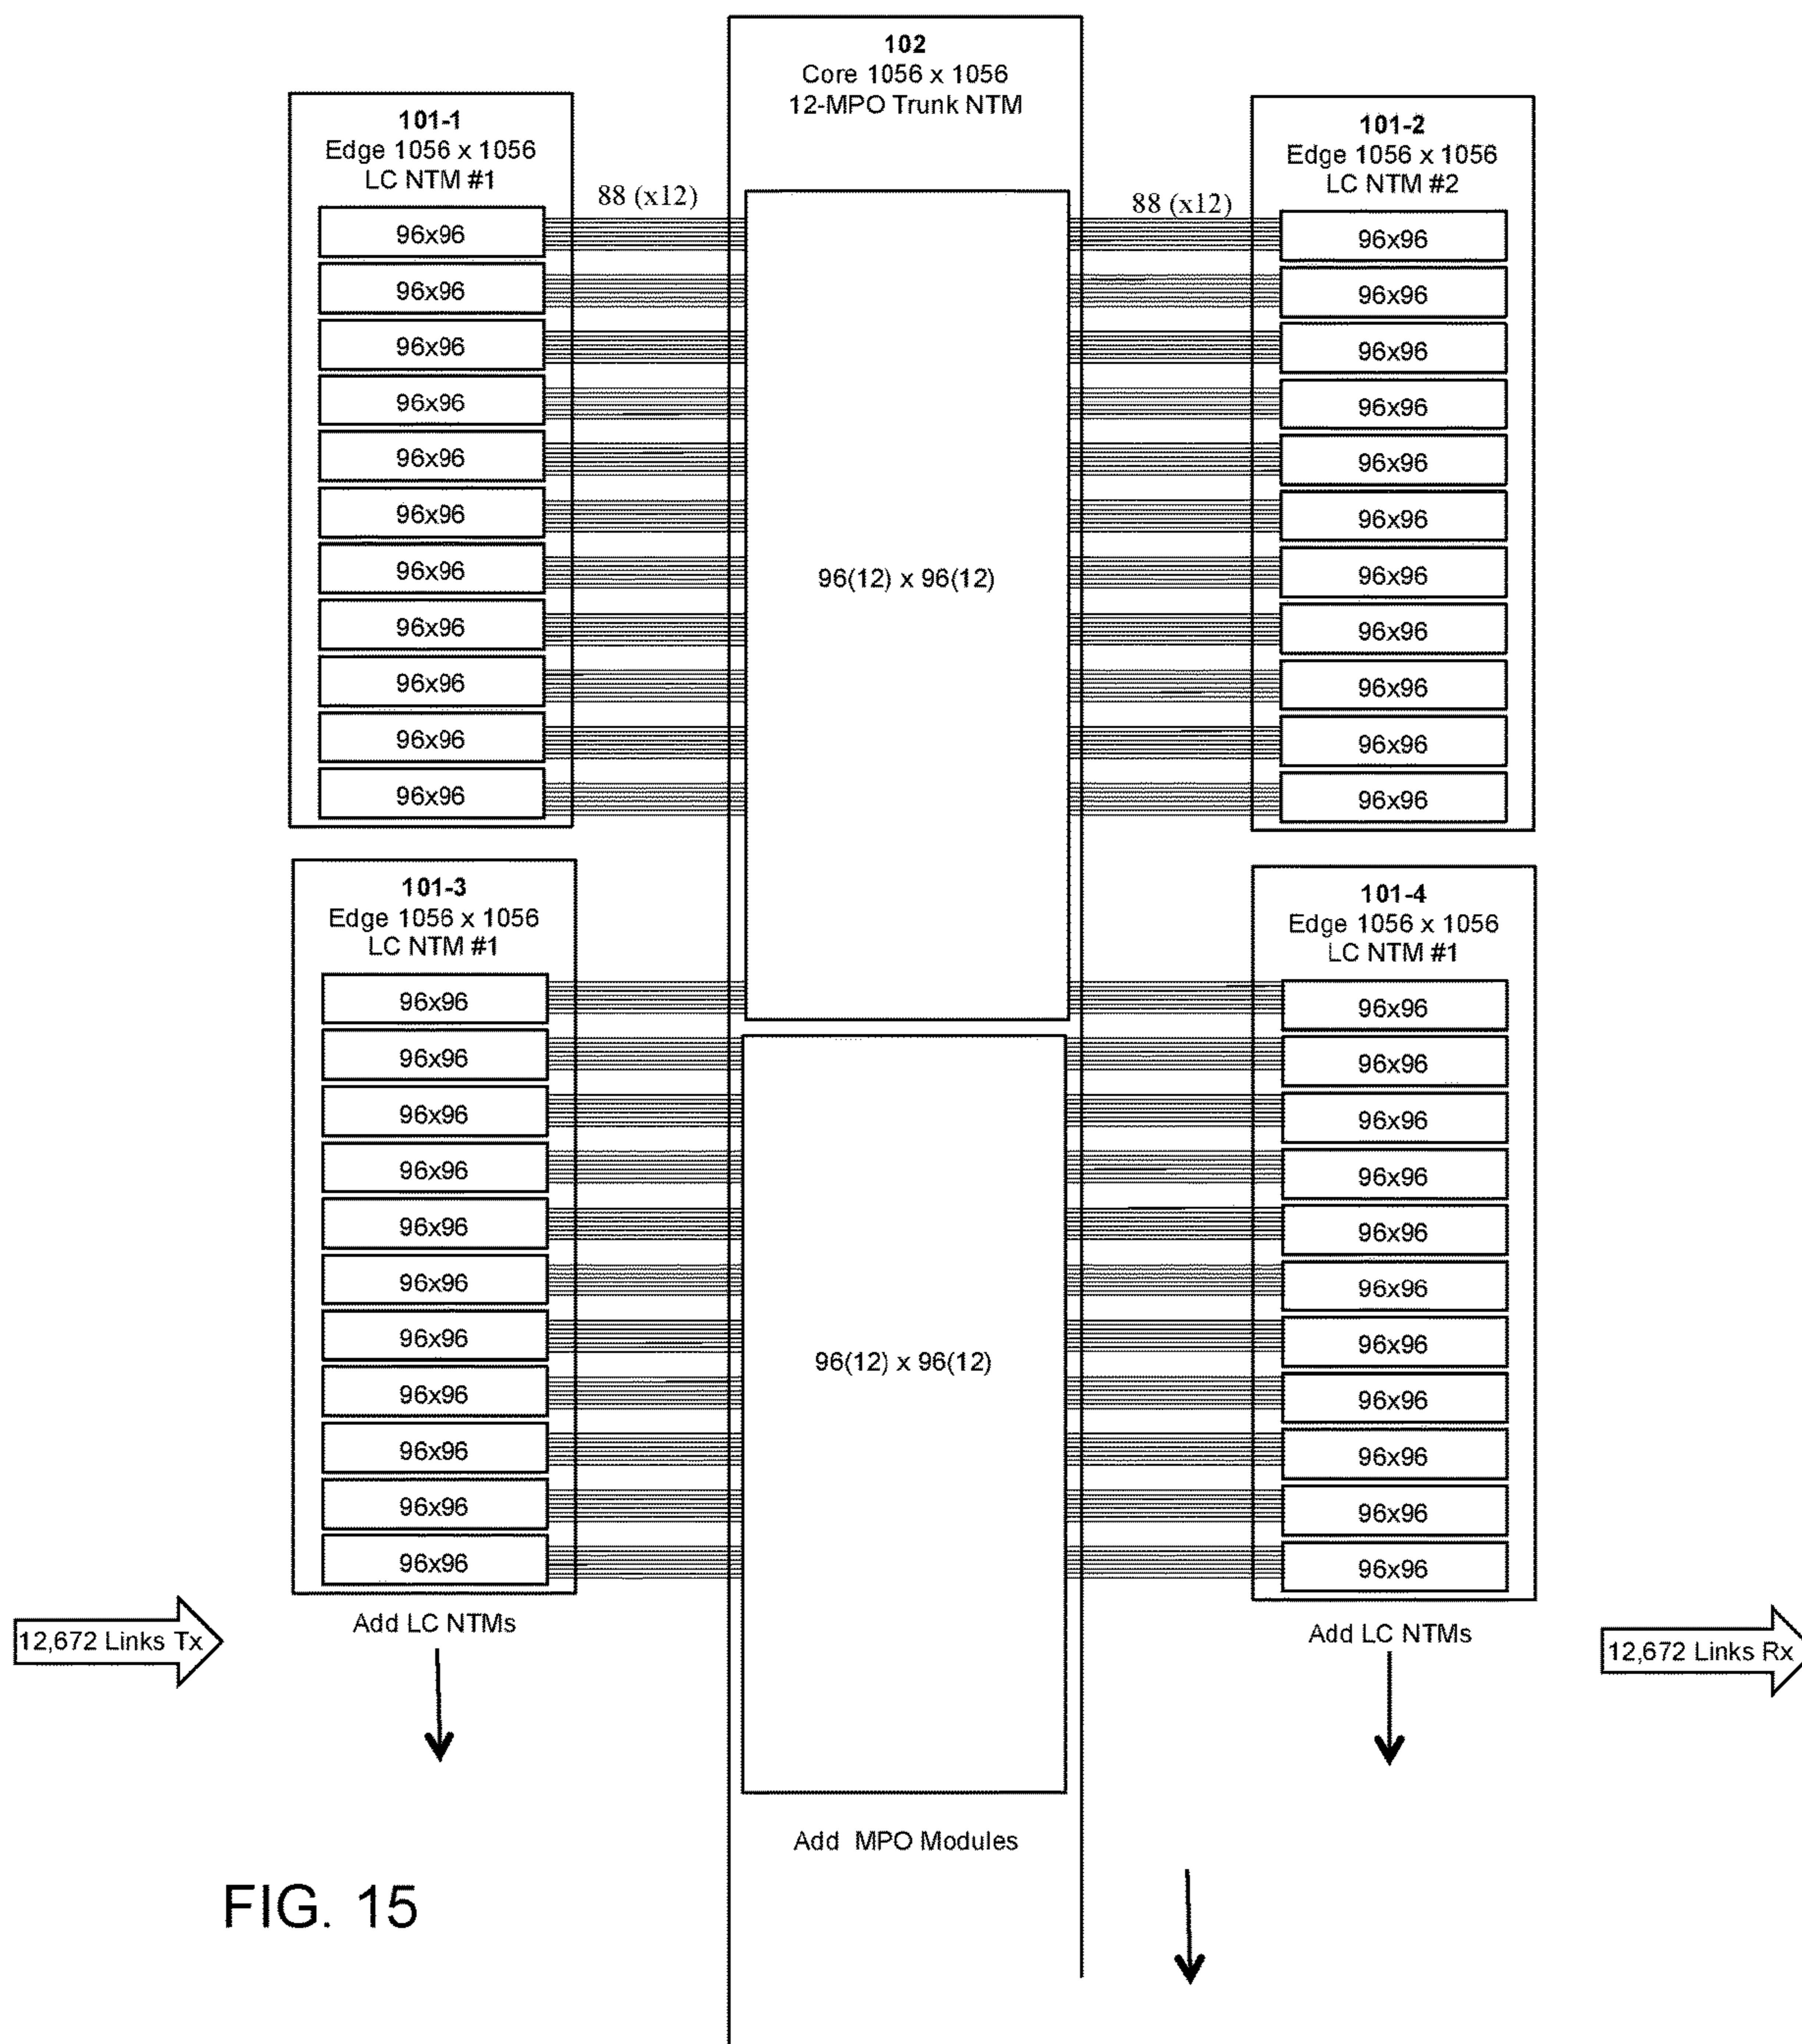 102
Core 1056 x 1056
12-MPO Trunk NTM
101-1
Edge 1056 x 1056
LC NTM #1
96x96
96x96
96x96
96x96
96x96
96x96
96x96
96x96
96x96
96x96
96x96
88 (x12)
96(12) x 96(12)
88 (x12)
101-2
Edge 1056 x 1056
LC NTM #2
96x96
96x96
96x96
96x96
96x96
96x96
96x96
96x96
96x96
96x96
96x96
101-3
Edge 1056 x 1056
LC NTM #1
96x96
96x96
96x96
96x96
96x96
96x96
96x96
96x96
96x96
96x96
96x96
96(12) x 96(12)
101-4
Edge 1056 x 1056
LC NTM #1
96x96
96x96
96x96
96x96
96x96
96x96
96x96
96x96
96x96
96x96
96x96
12,672 Links Tx
Add LC NTMs
Add LC NTMs
12,672 Links Rx
Add MPO Modules
FIG. 15